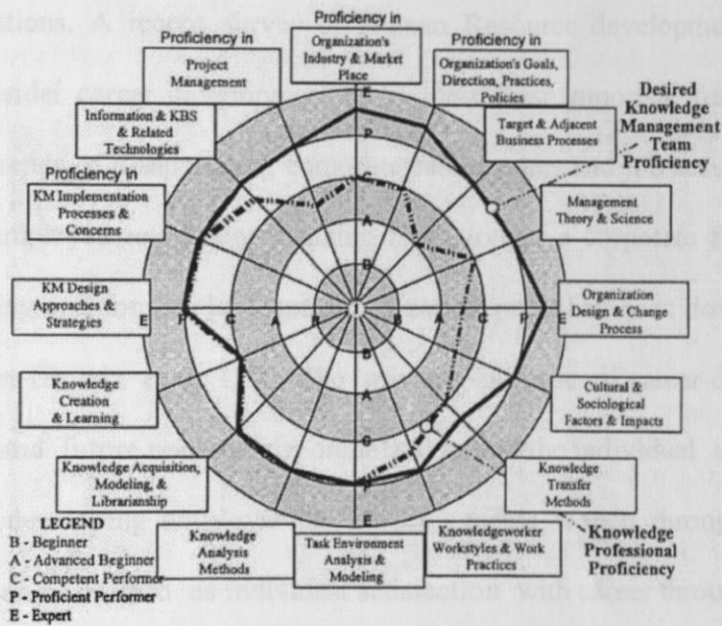 Proficiency in
Organization's
Industry & Market
Place
Proficiency in
Project
Management
Proficiency in
Organization's Goals,
Direction, Practices,
Policies
Desired
Knowledge
Management
Team
Proficiency
Information & KBS
& Related
Technologies
Target & Adjacent
Business Processes
Proficiency in
KM Implementation
Processes &
Concerns
Management
Theory & Science
KM Design
Approaches &
Strategies
Organization
Design & Change
Process
Knowledge
Creation
& Learning
Cultural &
Sociological
Factors & Impacts
Knowledge Acquisition,
Modeling, &
Librarianship
Knowledge
Transfer
Methods
Knowledge
Analysis
Methods
Task Environment
Analysis &
Modeling
Knowledgeworker
Workstyles & Work
Practices
Knowledge
Professional
Proficiency
E
P
C
A
B
E P C A B I B A C P E
B
A
C
E
LEGEND
B - Beginner
A - Advanced Beginner
C - Competent Performer
P - Proficient Performer
E - Expert